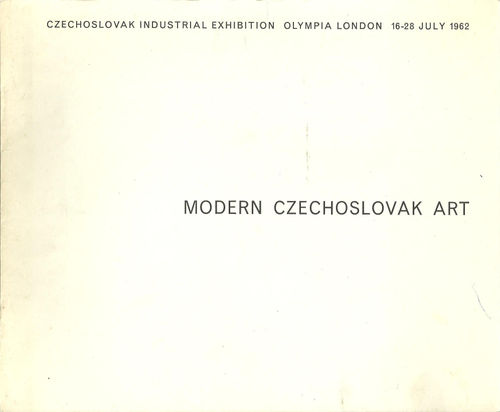 CZECHOSLOVAK INDUSTRIAL EXHIBITION OLYMPIA LONDON 16-28 JULY 1962
MODERN CZECHOSLOVAK ART